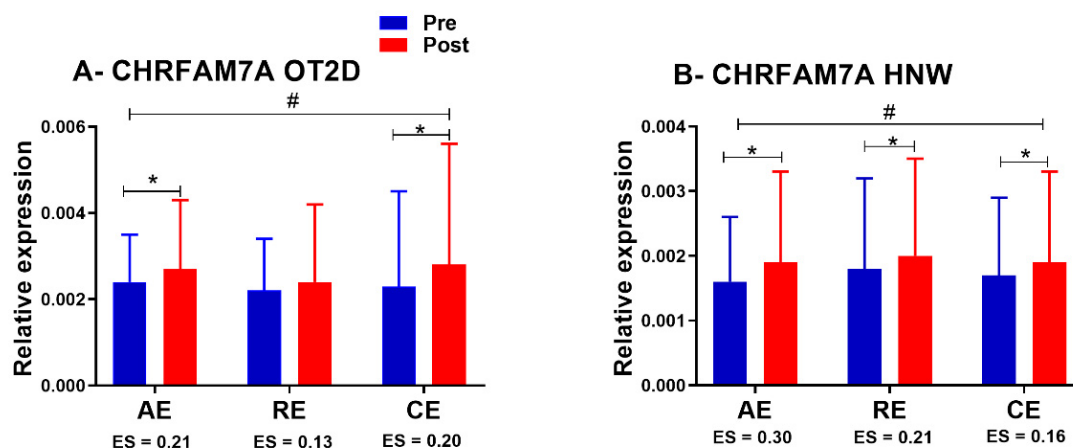 Pre
Post
A- CHRFAM7A OT2D
#
*
*
0.006
0.004
0.002
0.000
Relative expression
AE RE CE
ES = 0.21 ES = 0.13 ES = 0.20
B- CHRFAM7A HNW
#
*
*
*
0.004
0.003
0.002
0.001
0.000
Relative expression
AE RE CE
ES = 0.30 ES = 0.21 ES = 0.16